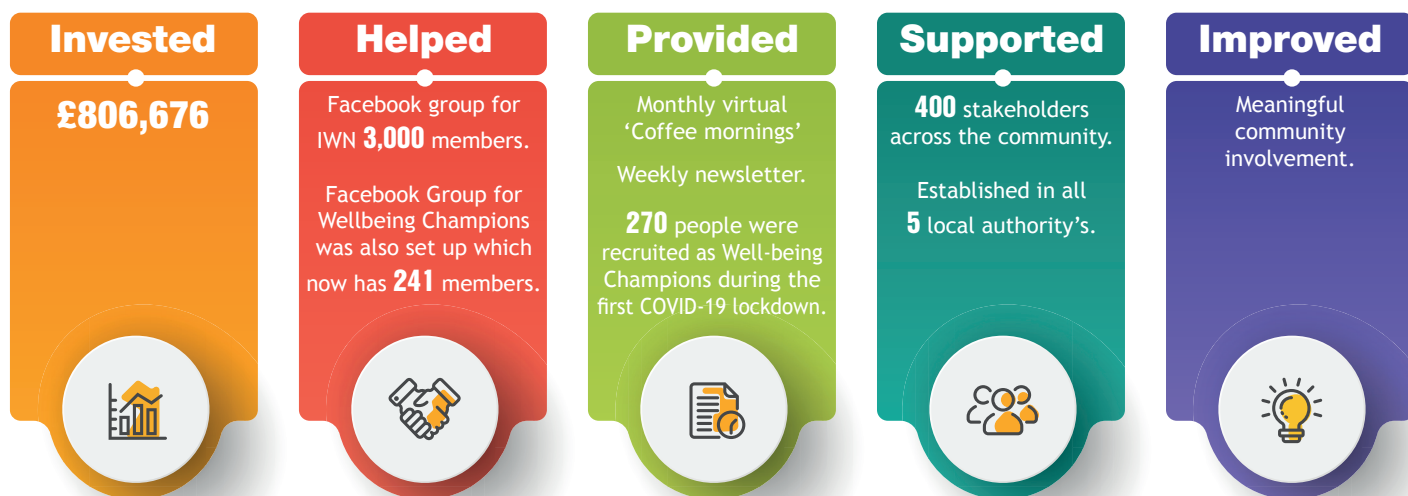 Invested
£806,676
Helped
Facebook group for
IWN 3,000 members.
Facebook Group for
Wellbeing Champions
was also set up which
now has 241 members.
Provided
Monthly virtual
‘Coffee mornings’
Weekly newsletter.
270 people were
recruited as Well-being
Champions during the
first COVID-19 lockdown.
Supported
400 stakeholders
across the community.
Established in all
5 local authority’s.
Improved
Meaningful
community
involvement.